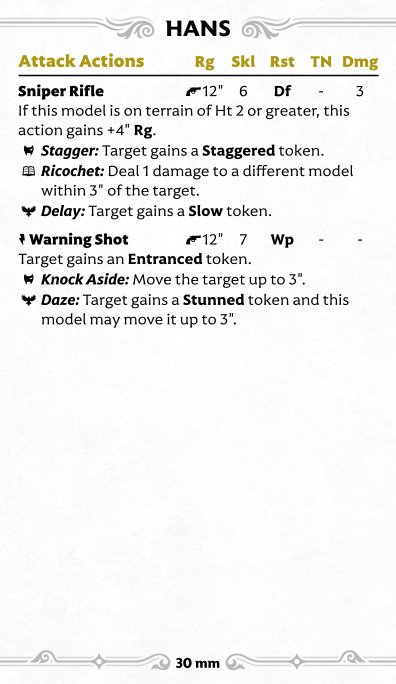 HANS
Attack Actions Rg Skl Rst TN Dmg
Sniper Rifle 12" 6 Df - 3
If this model is on terrain of Ht 2 or greater, this
action gains +4" Rg.
Stagger: Target gains a Staggered token.
Ricochet: Deal 1 damage to a different model
within 3" of the target.
Delay: Target gains a Slow token.
Warning Shot 12" 7 Wp - -
Target gains an Entranced token.
Knock Aside: Move the target up to 3".
Daze: Target gains a Stunned token and this
model may move it up to 3".
30 mm